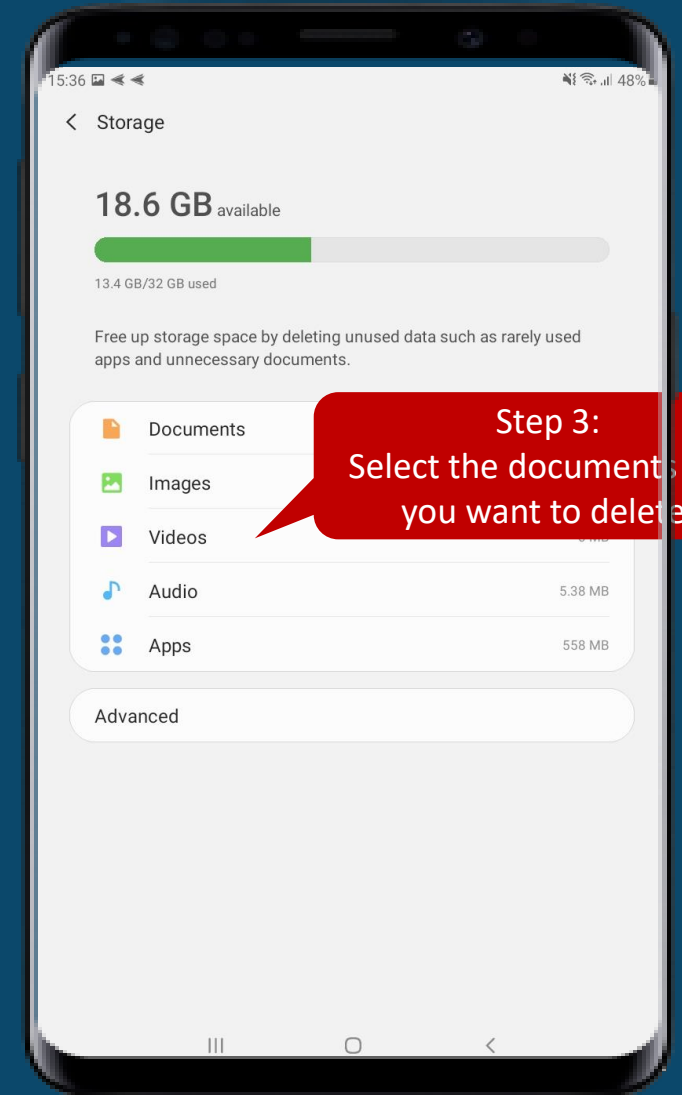 15:36 48%
Storage
18.6 GB available
13.4 GB/32 GB used
Free up storage space by deleting unused data such as rarely used
apps and unnecessary documents.
Documents
Images
Videos
Audio 5.38 MB
Apps 558 MB
Advanced
Step 3:
Select the documents
you want to delete